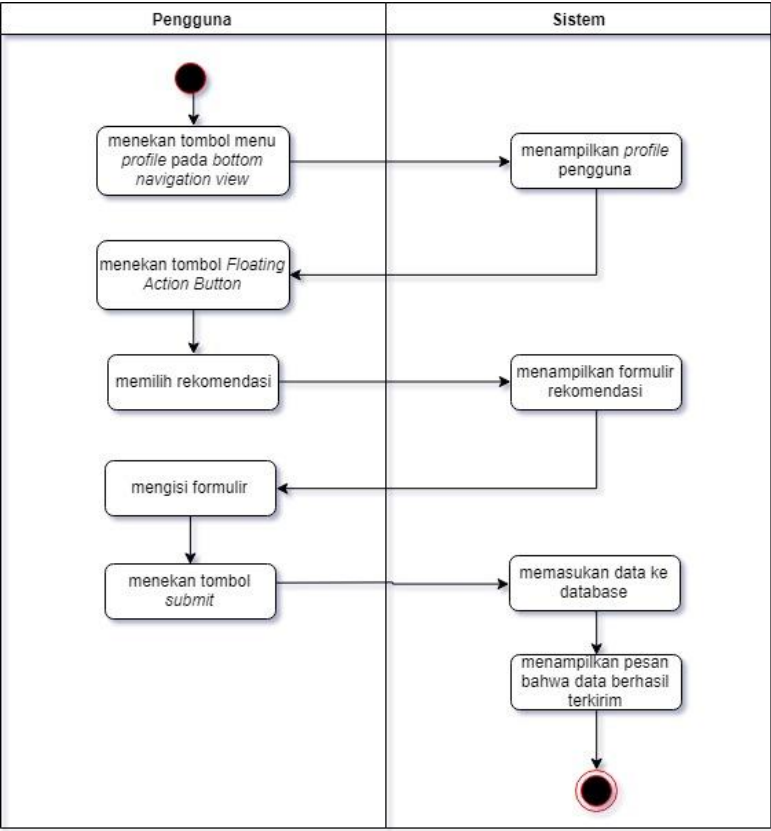 Pengguna
Sistem
menekan tombol menu
profile pada bottom
navigation view
menampilkan profile
pengguna
menekan tombol Floating
Action Button
memilih rekomendasi
menampilkan formulir
rekomendasi
mengisi formulir
menekan tombol
submit
memasukan data ke
database
menampilkan pesan
bahwa data berhasil
terkirim